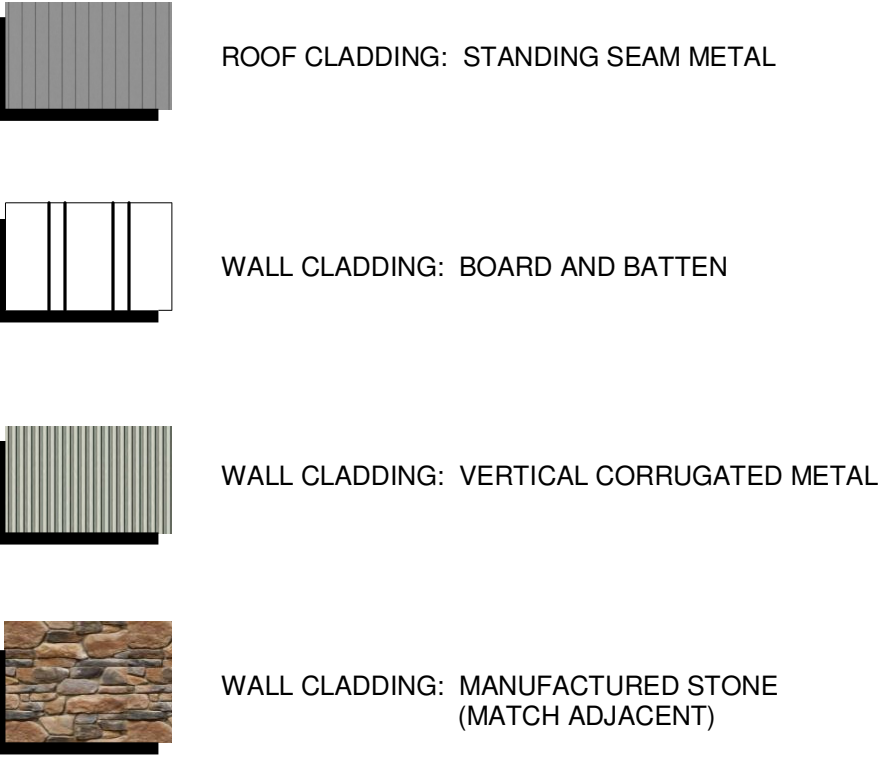 ROOF CLADDING: STANDING SEAM METAL
WALL CLADDING: BOARD AND BATTEN
WALL CLADDING: VERTICAL CORRUGATED METAL
WALL CLADDING: MANUFACTURED STONE
(MATCH ADJACENT)